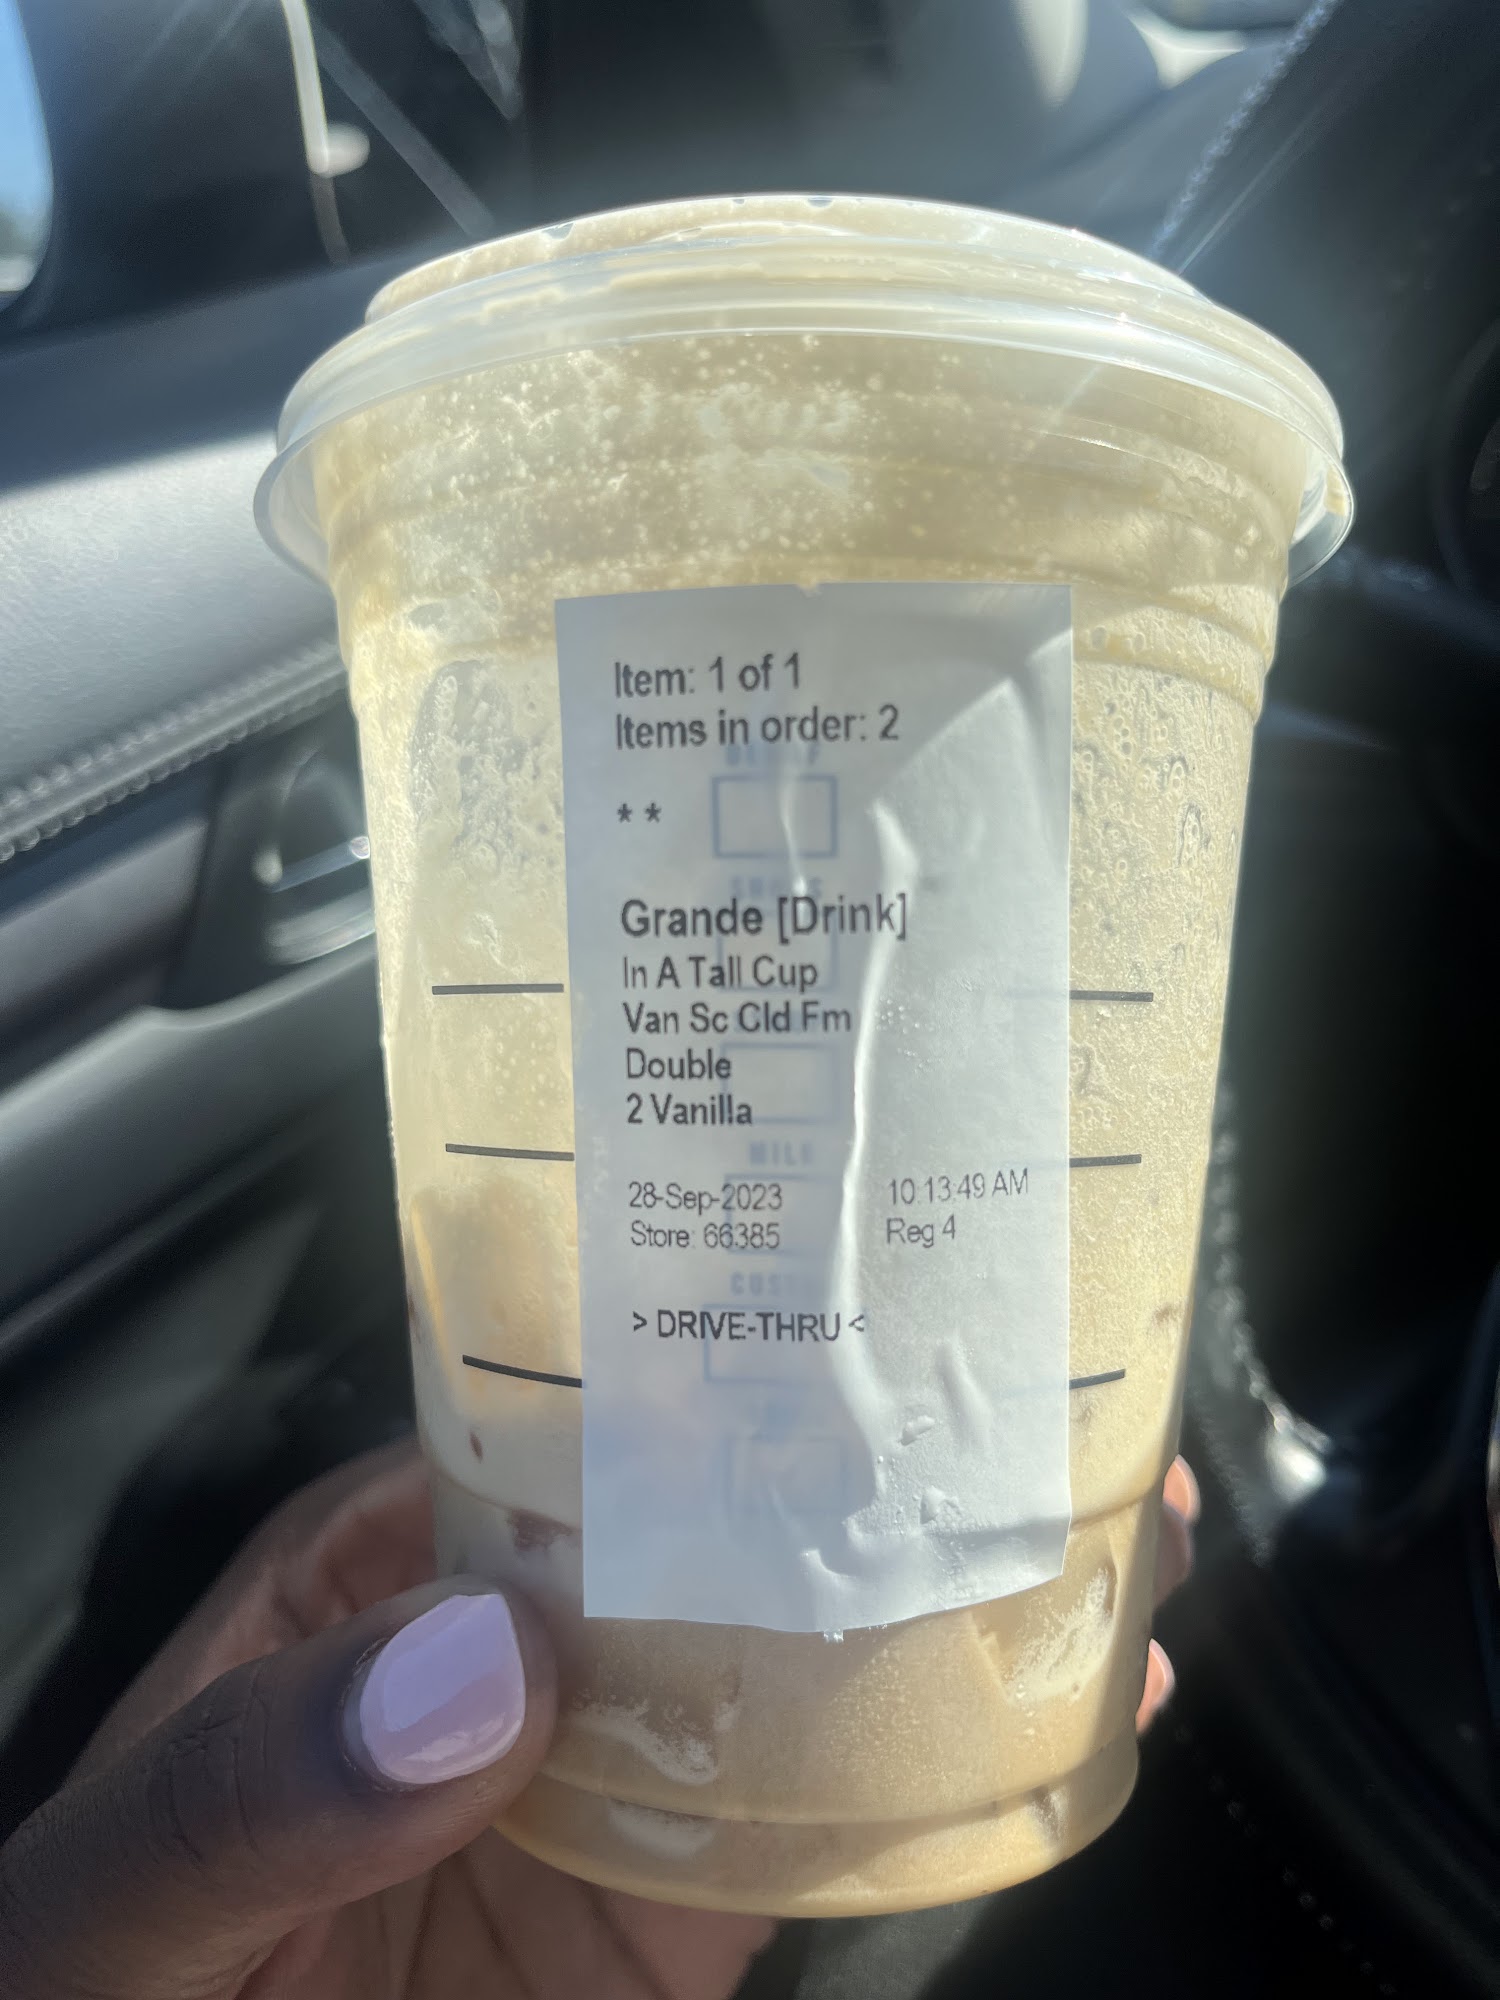 Item: 1 of 1
Items in order: 2
* *
Grande [Drink]
In A Tall Cup
Van Sc Cld Fm
Double
2 Vanilla
MILK
28-Sep-2023 10:13:49 AM
Store: 66385 Reg 4
> DRIVE-THRU <